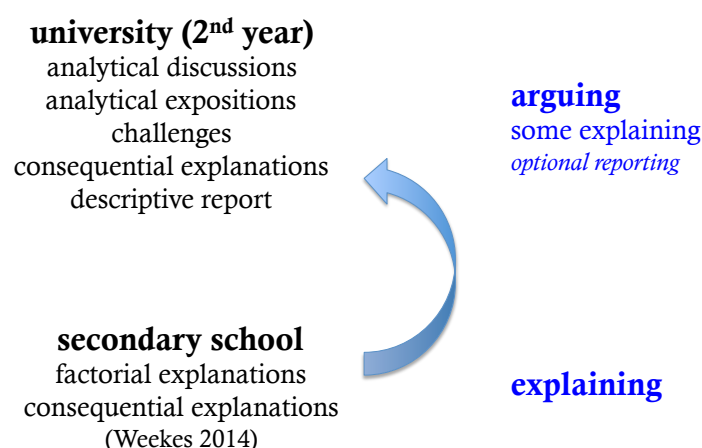 university (2nd year)
analytical discussions
analytical expositions
challenges
consequential explanations
descriptive report
arguing
some explaining
optional reporting
secondary school
factorial explanations
consequential explanations
(Weekes 2014)
explaining